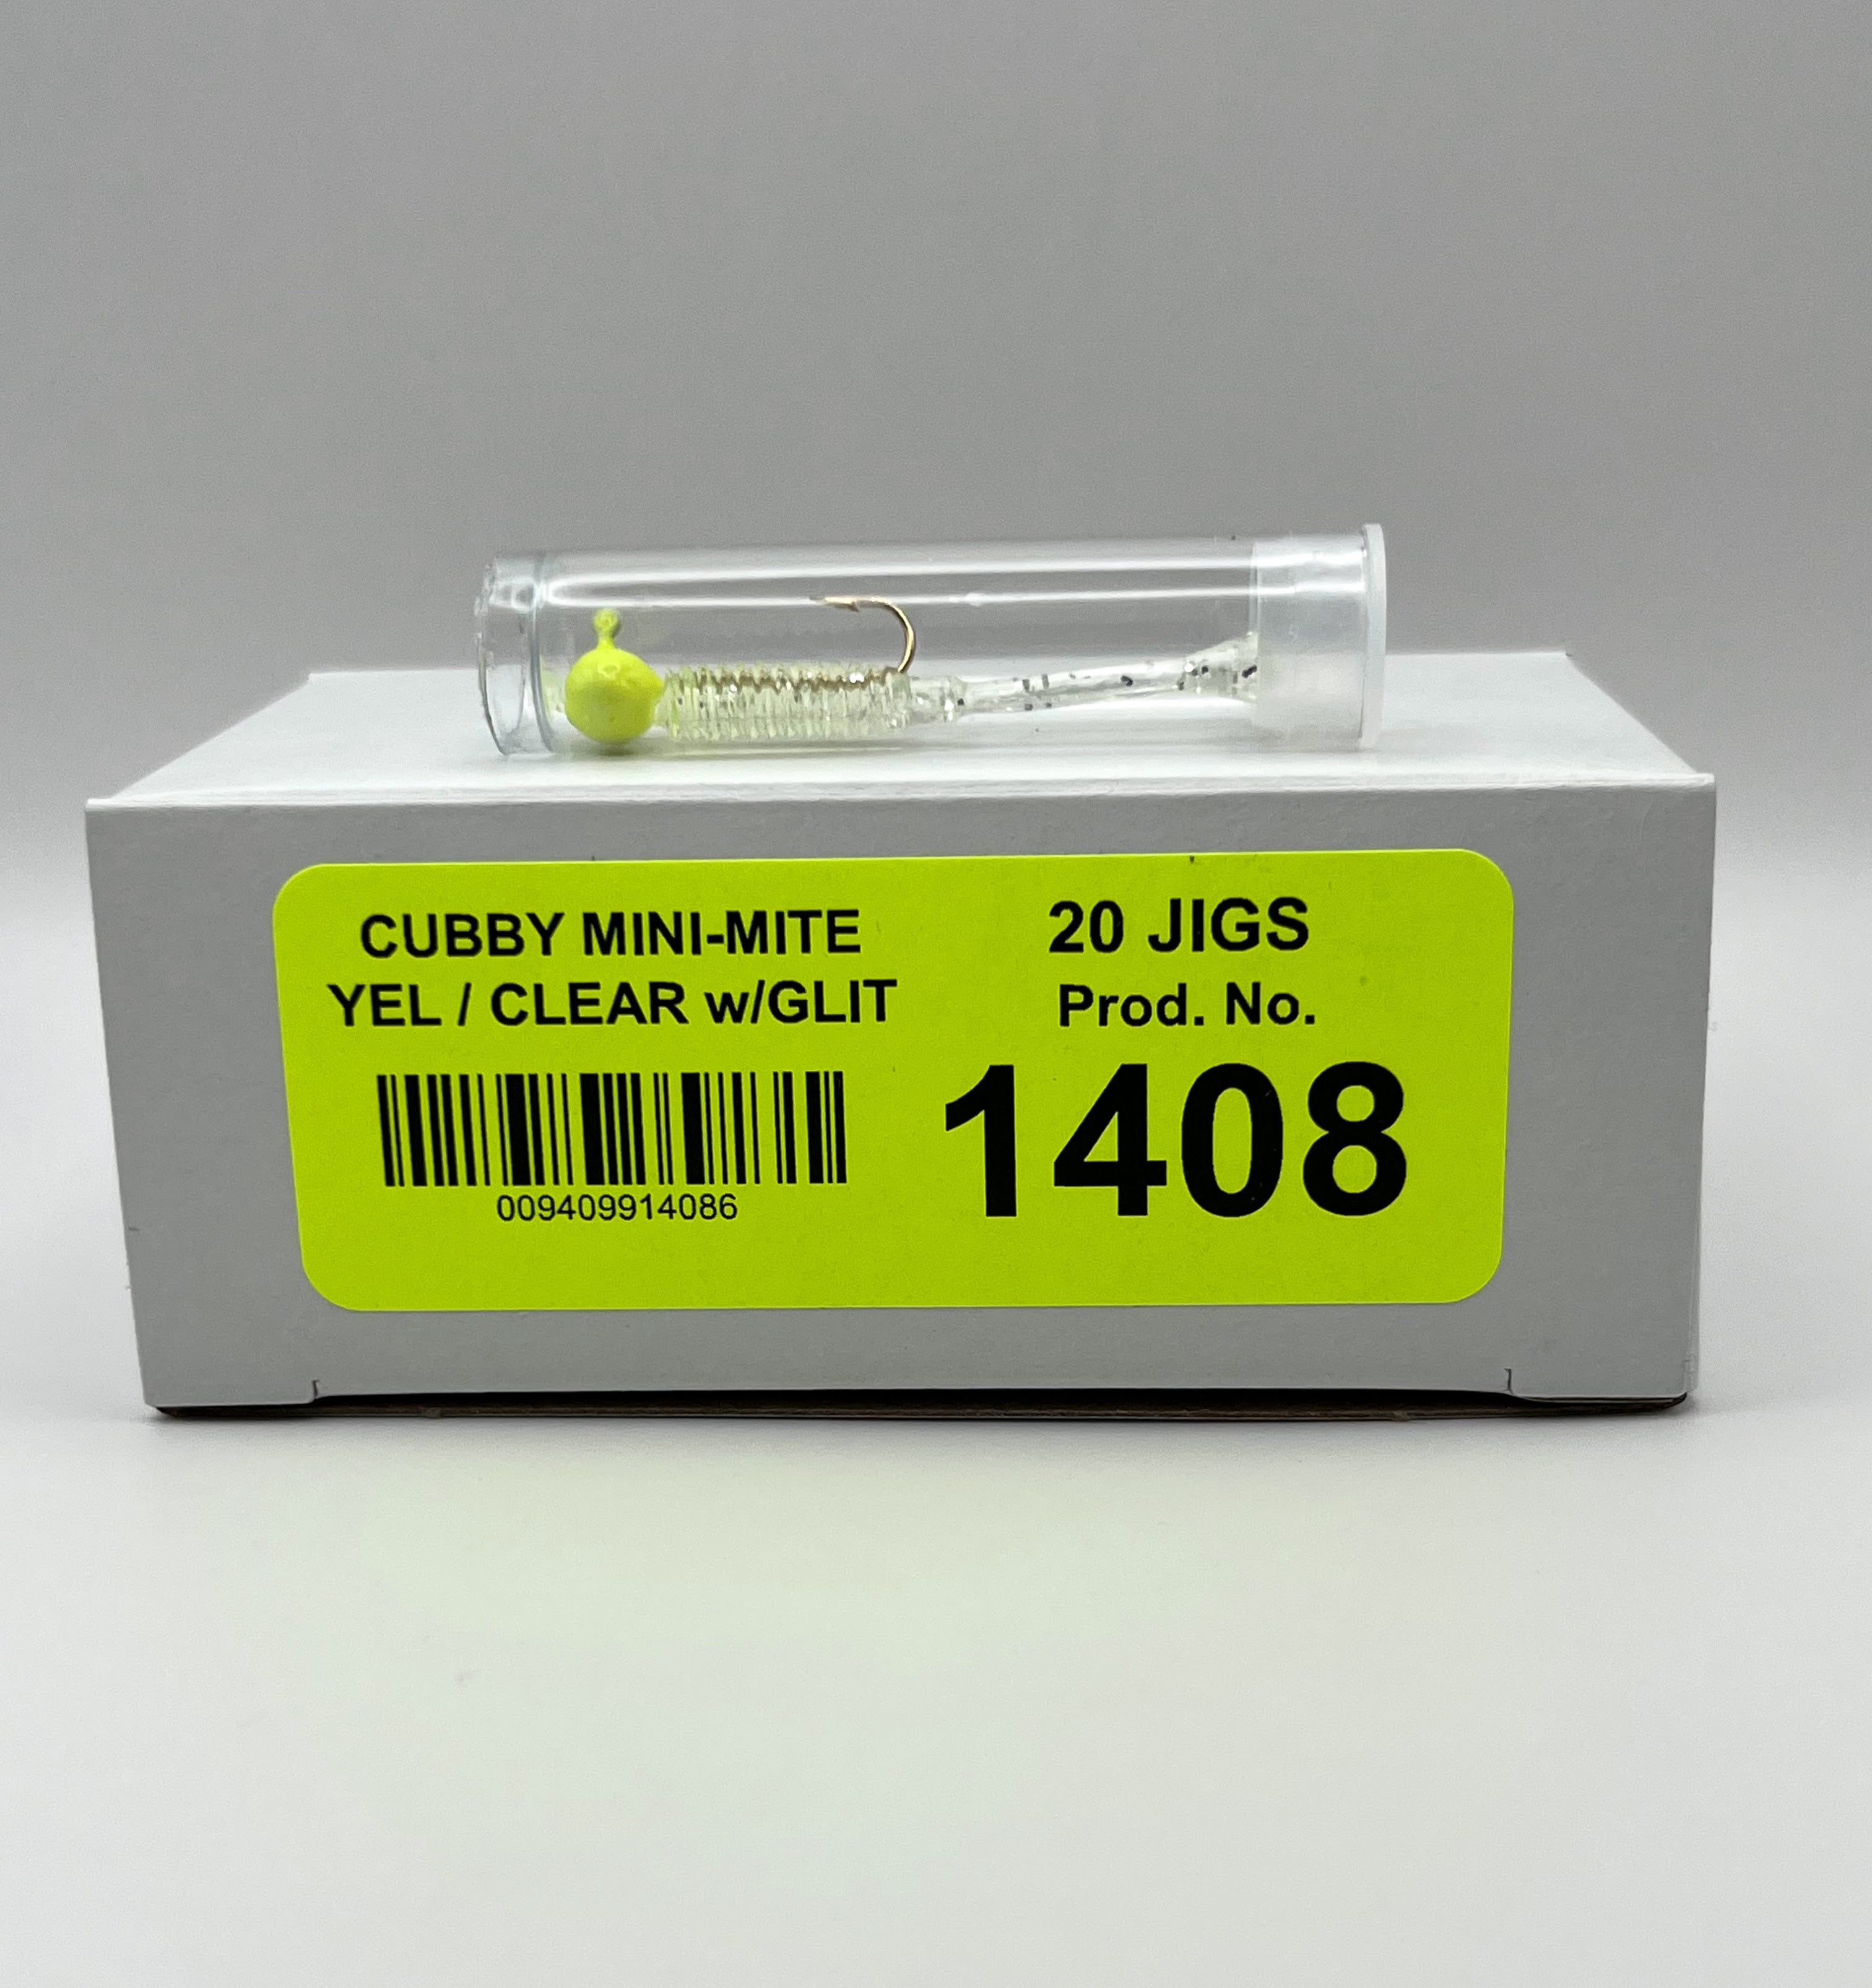 CUBBY MINI-MITE
YEL / CLEAR w/GLIT
009409914086
20 JIGS
Prod. No.
1408